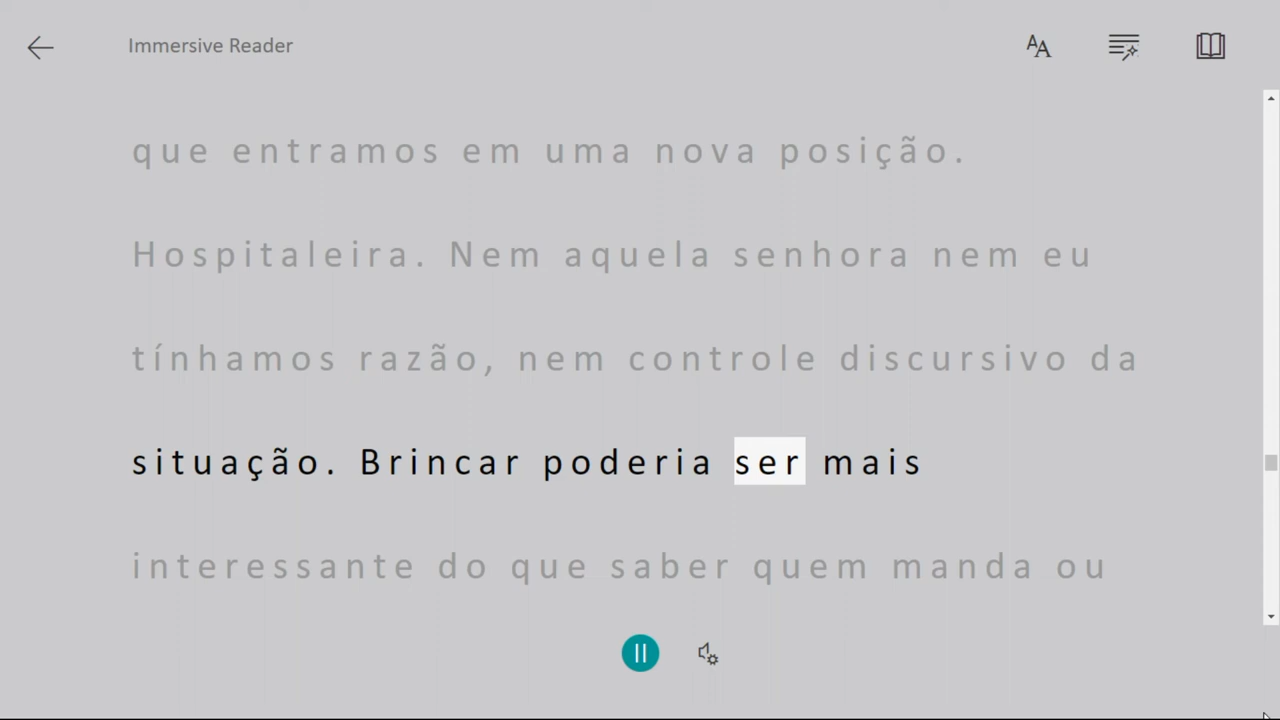 Immersive Reader
que entramos em uma nova posição.
Hospitaleira. Nem aquela senhora nem eu
tínhamos razão, nem controle discursivo da
situação. Brincar poderia ser mais
interessante do que saber quem manda ou